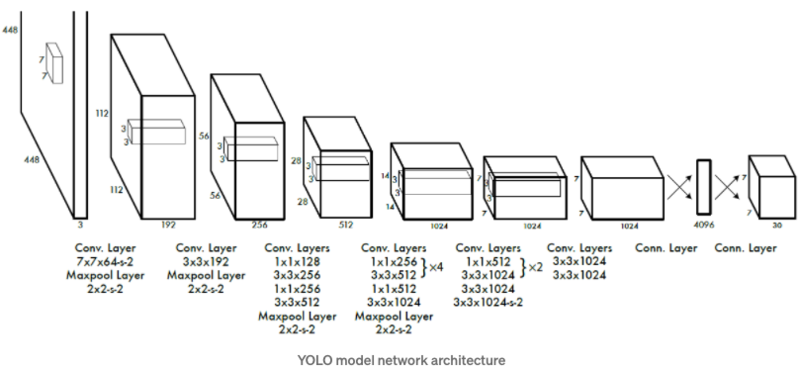 448
7
7
448
3
112
3
3
112
192
56
3
3
56
256
28
3
3
28
512
14
3
3
14
1024
7
3
3
7
1024
7
7
1024
4096
7
7
30
Conv. Layer
7x7x64-s-2
Maxpool Layer
2x2-s-2
Conv. Layer
3x3x192
Maxpool Layer
2x2-s-2
Conv. Layers
1x1x128
3x3x256
1x1x256
3x3x512
Maxpool Layer
2x2-s-2
Conv. Layers
1x1x256
3x3x512 } ×4
1x1x512
3x3x1024
Maxpool Layer
2x2-s-2
Conv. Layers
1x1x512
3x3x1024 } ×2
3x3x1024
3x3x1024-s-2
Conv. Layers
3x3x1024
3x3x1024
Conn. Layer
Conn. Layer
YOLO model network architecture